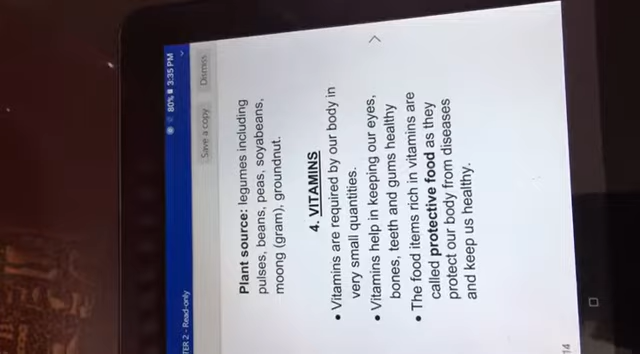 80% 3:35 PM
TER 2 - Read-only
Save a copy Dismiss
Plant source: legumes including
pulses, beans, peas, soyabeans,
moong (gram), groundnut.
4. VITAMINS
• Vitamins are required by our body in
very small quantities.
• Vitamins help in keeping our eyes,
bones, teeth and gums healthy
• The food items rich in vitamins are
called protective food as they
protect our body from diseases
and keep us healthy.
14